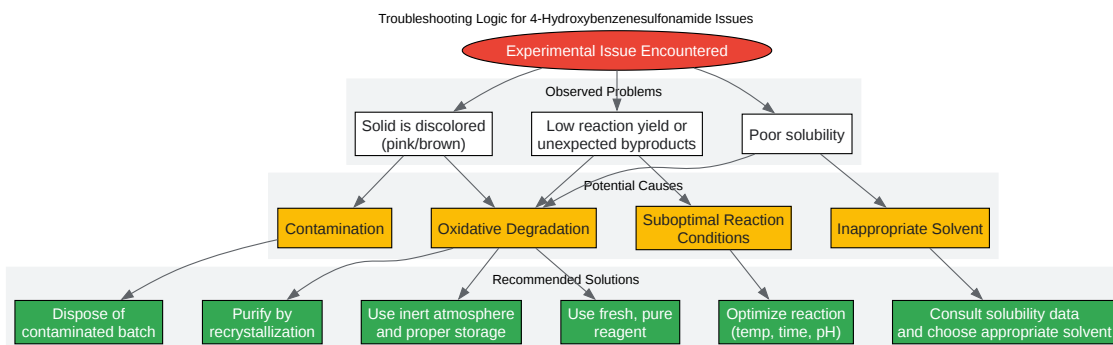 Troubleshooting Logic for 4-Hydroxybenzenesulfonamide Issues
Experimental Issue Encountered
Observed Problems
Solid is discolored
(pink/brown)
Low reaction yield or
unexpected byproducts
Poor solubility
Potential Causes
Contamination
Oxidative Degradation
Suboptimal Reaction
Conditions
Inappropriate Solvent
Recommended Solutions
Dispose of
contaminated batch
Purify by
recrystallization
Use inert atmosphere
and proper storage
Use fresh, pure
reagent
Optimize reaction
(temp, time, pH)
Consult solubility data
and choose appropriate solvent